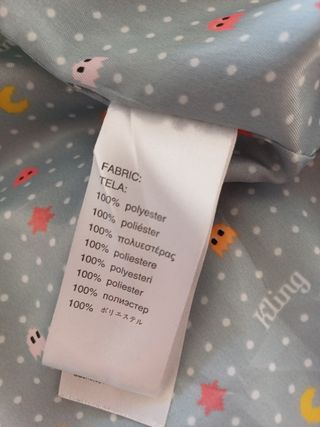 FABRIC:
TELA:
100% polyester
100% poliéster
100% πολυεστέρας
100% poliestere
100% polyesteri
100% poliester
100% полиэстер
100% ポリエステル
Kling